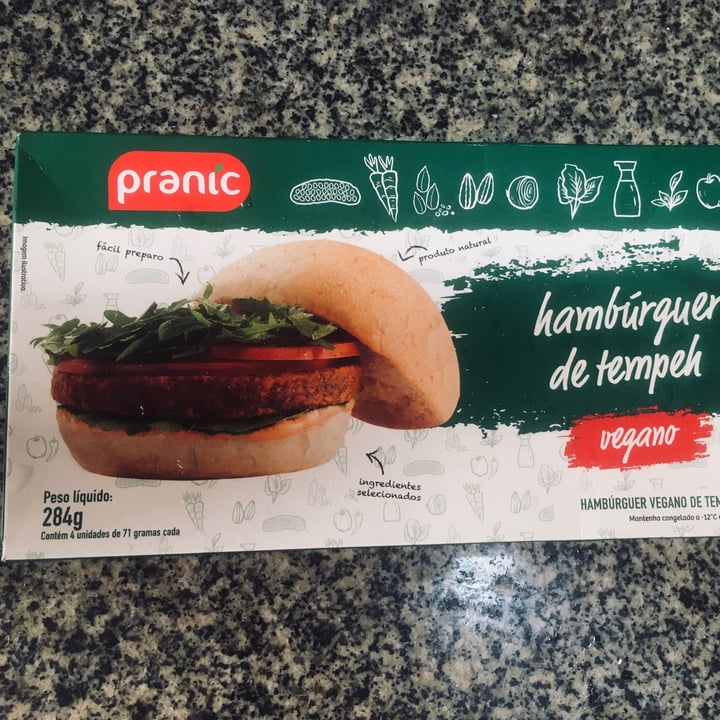 pranic
Imagem ilustrativa.
fácil preparo
produto natural
hambúrguer
de tempeh
vegano
ingredientes
selecionados
Peso líquido:
284g
Contém 4 unidades de 71 gramas cada
HAMBÚRGUER VEGANO DE TEM
Mantenha congelado a -12°C